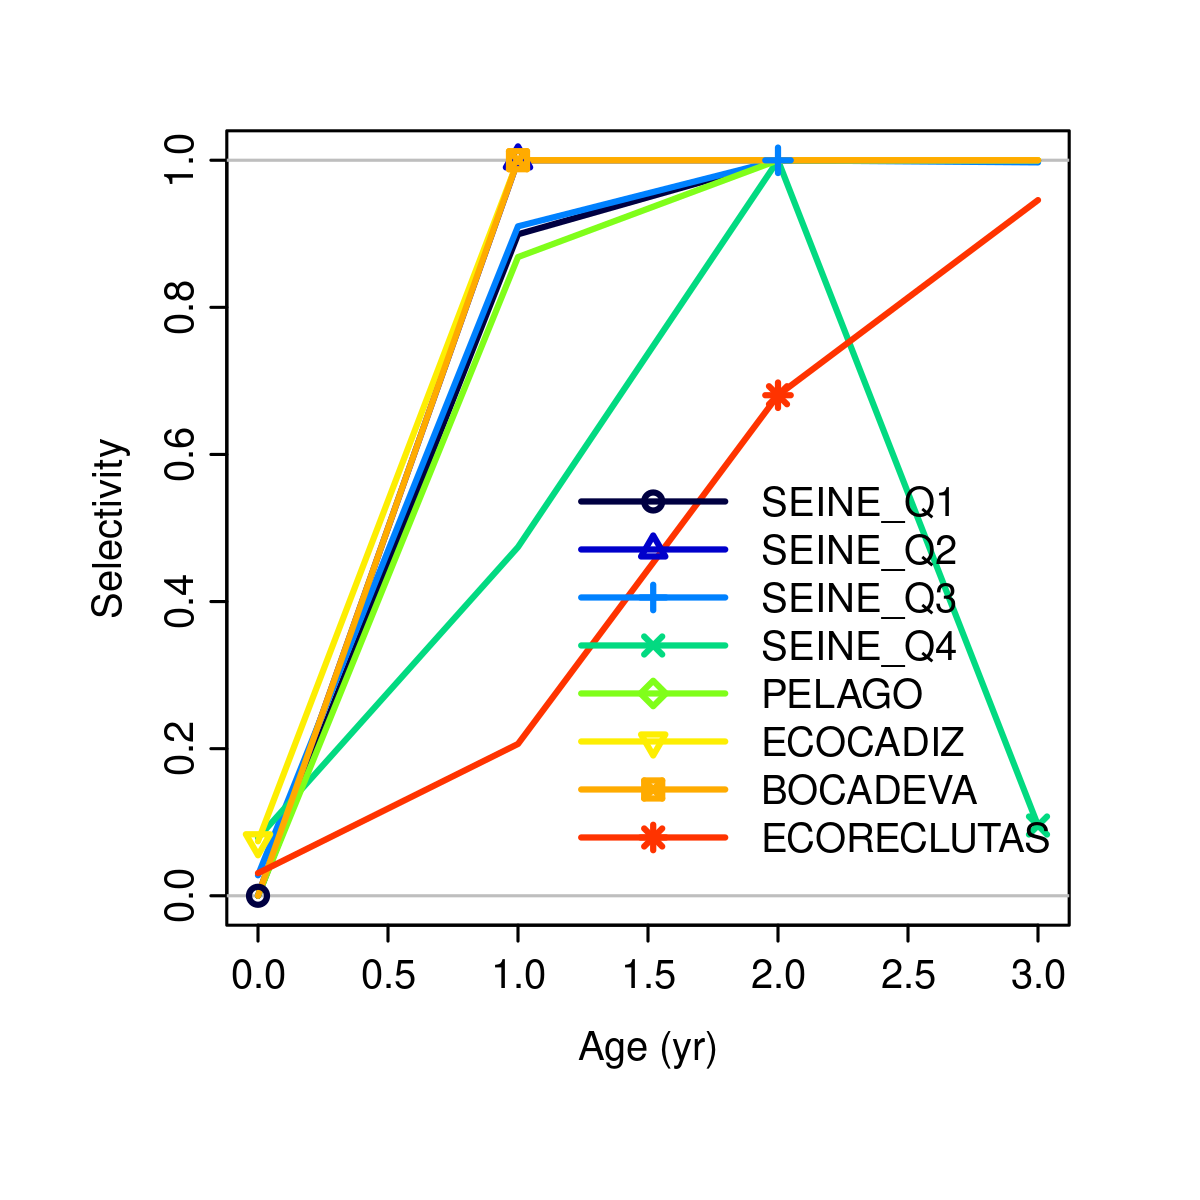 1.0
0.8
0.6
0.4
0.2
0.0
Selectivity
SEINE_Q1
SEINE_Q2
SEINE_Q3
SEINE_Q4
PELAGO
ECOCADIZ
BOCADEVA
ECORECLUTAS
0.0 0.5 1.0 1.5 2.0 2.5 3.0
Age (yr)